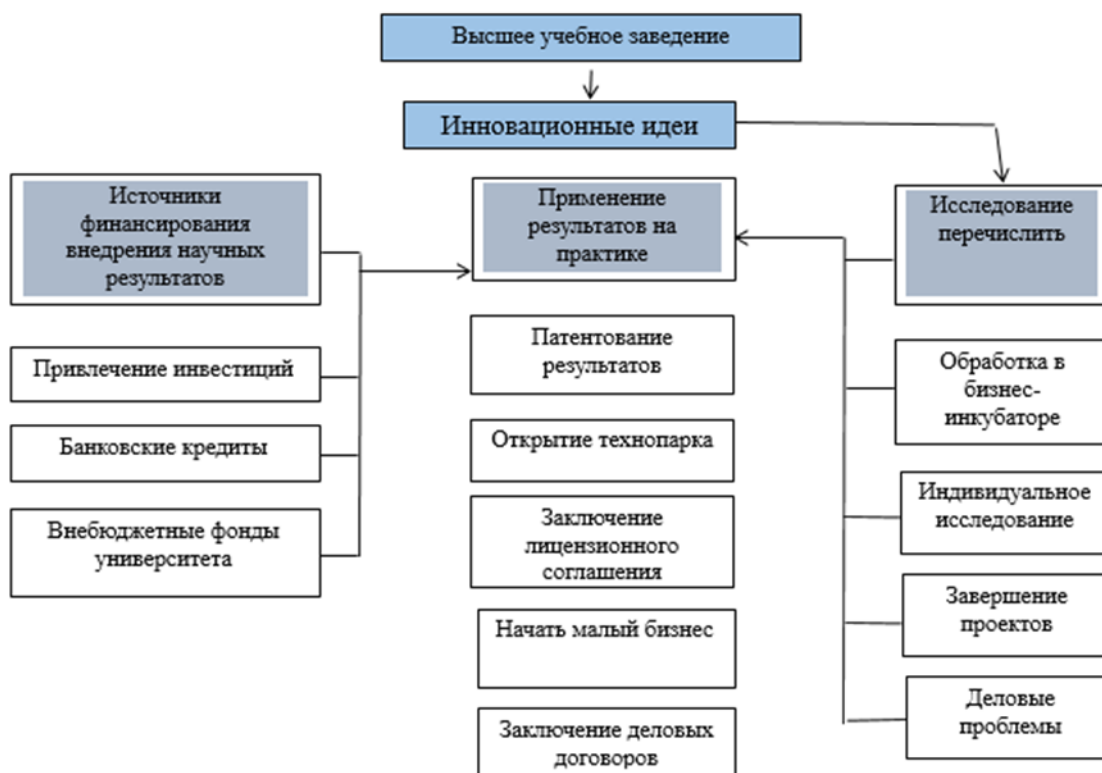 Высшее учебное заведение
Инновационные идеи
Источники
финансирования
внедрения научных
результатов
Привлечение инвестиций
Банковские кредиты
Внебюджетные фонды
университета
Применение
результатов на
практике
Патентование
результатов
Открытие технопарка
Заключение
лицензионного
соглашения
Начать малый бизнес
Заключение деловых
договоров
Исследование
перечислить
Обработка в
бизнес-
инкубаторе
Индивидуальное
исследование
Завершение
проектов
Деловые
проблемы